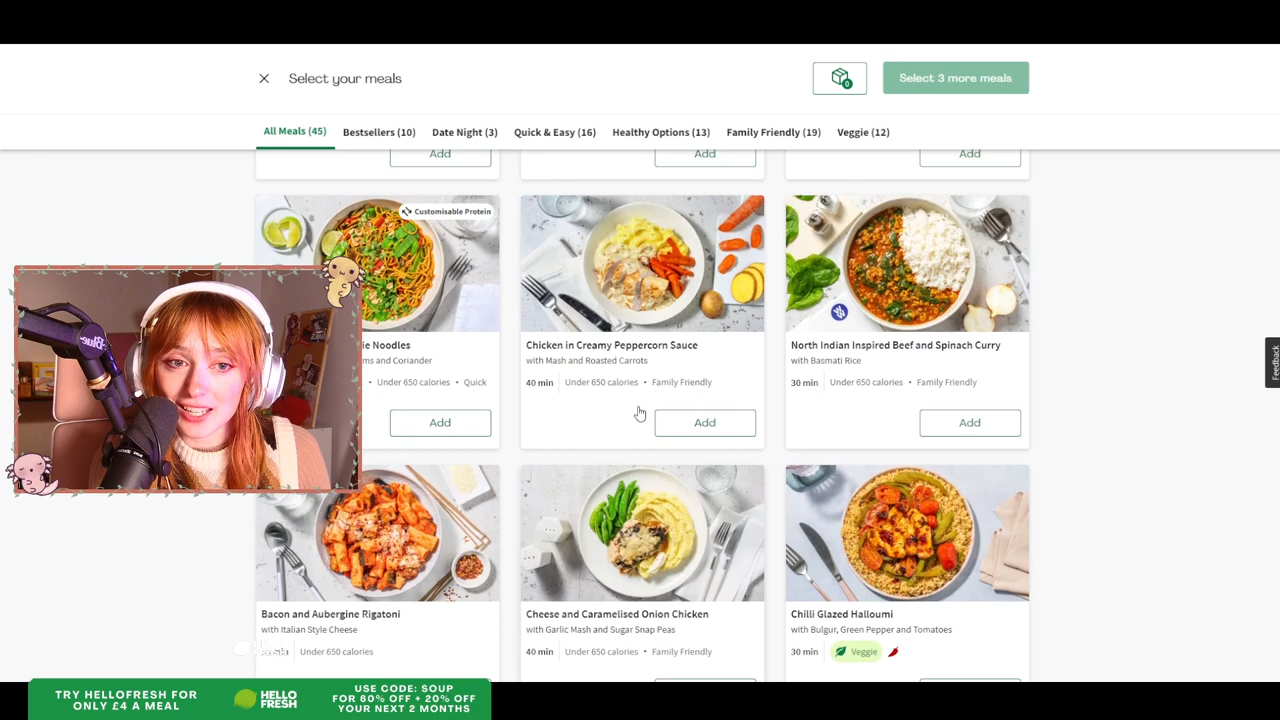 Select your meals
0
Select 3 more meals
All Meals (45)
Bestsellers (10)
Date Night (3)
Quick & Easy (16)
Healthy Options (13)
Family Friendly (19)
Veggie (12)
Add
Add
Add
Customisable Protein
Noodles
and Coriander
• Under 650 calories • Quick
Add
Chicken in Creamy Peppercorn Sauce
with Mash and Roasted Carrots
40 min
Under 650 calories • Family Friendly
Add
North Indian Inspired Beef and Spinach Curry
with Basmati Rice
30 min
Under 650 calories • Family Friendly
Add
Feedback
Blue
Bacon and Aubergine Rigatoni
with Italian Style Cheese
Under 650 calories
Cheese and Caramelised Onion Chicken
with Garlic Mash and Sugar Snap Peas
40 min
Under 650 calories • Family Friendly
Chilli Glazed Halloumi
with Bulgur, Green Pepper and Tomatoes
30 min
Veggie
TRY HELLOFRESH FOR
ONLY £4 A MEAL
HELLO
FRESH
USE CODE: SOUP
FOR 60% OFF + 20% OFF
YOUR NEXT 2 MONTHS